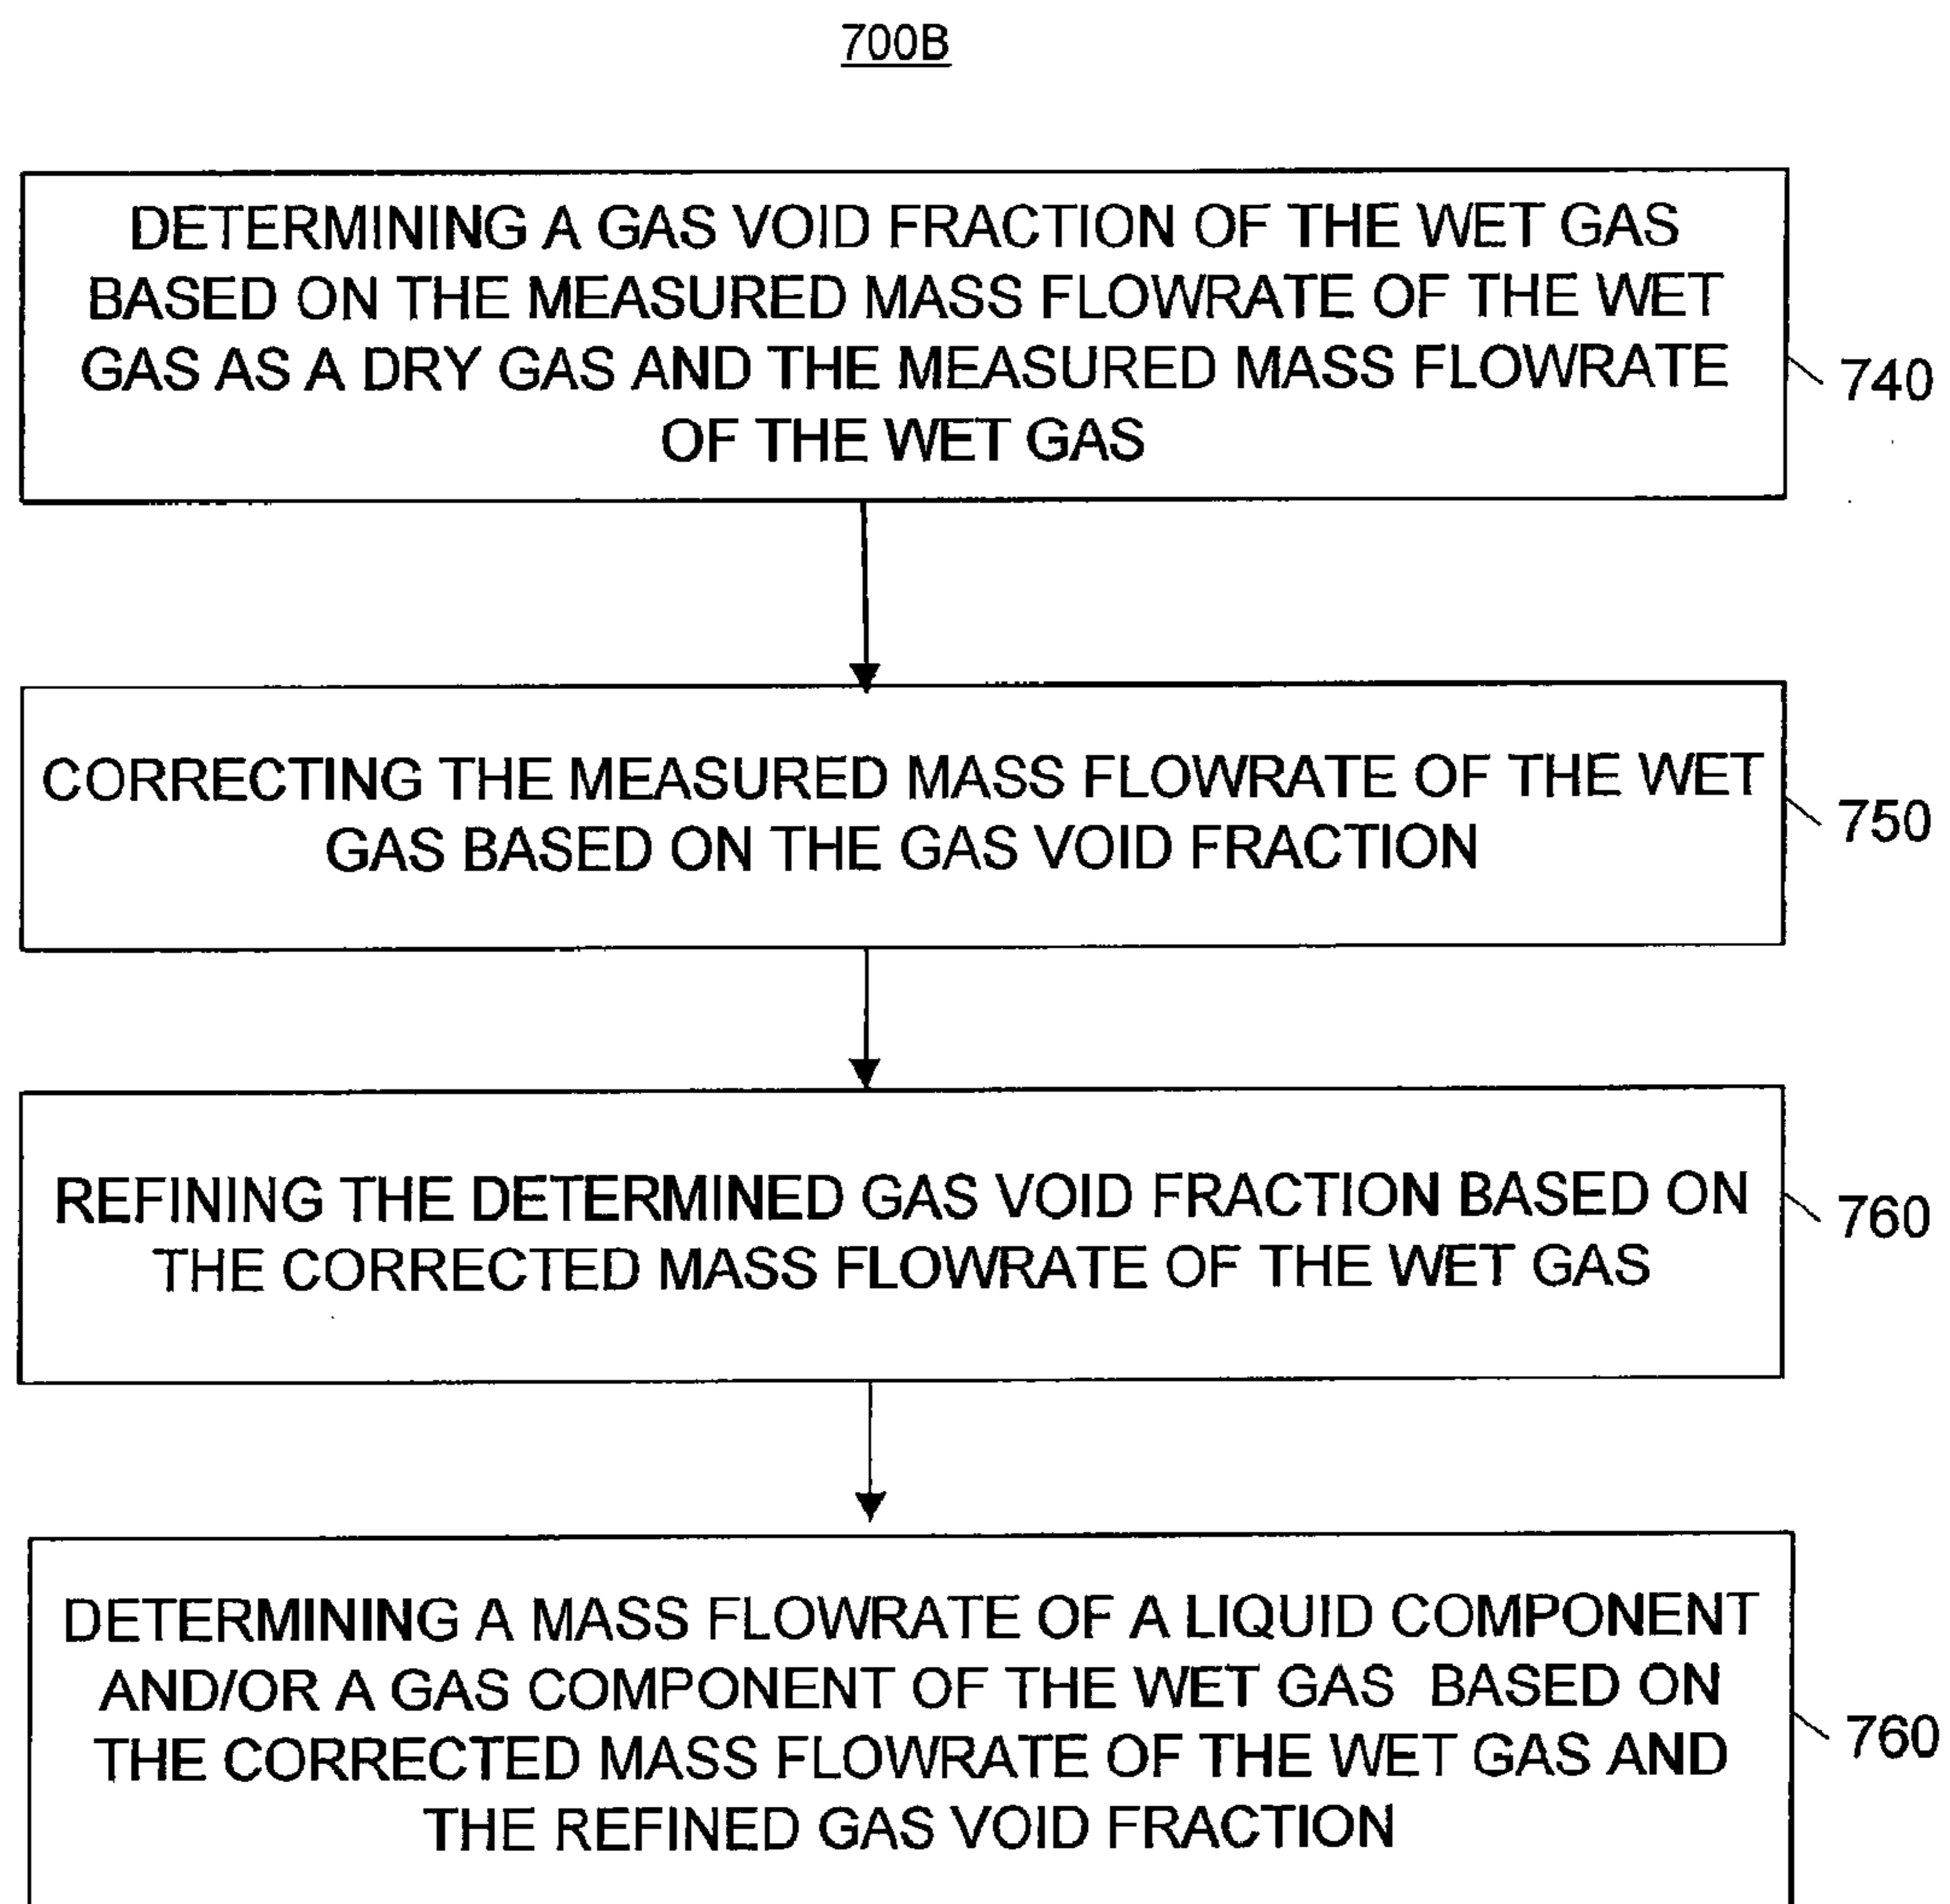 700B
DETERMINING A GAS VOID FRACTION OF THE WET GAS
BASED ON THE MEASURED MASS FLOWRATE OF THE WET
GAS AS A DRY GAS AND THE MEASURED MASS FLOWRATE
OF THE WET GAS
740
CORRECTING THE MEASURED MASS FLOWRATE OF THE WET
GAS BASED ON THE GAS VOID FRACTION
750
REFINING THE DETERMINED GAS VOID FRACTION BASED ON
THE CORRECTED MASS FLOWRATE OF THE WET GAS
760
DETERMINING A MASS FLOWRATE OF A LIQUID COMPONENT
AND/OR A GAS COMPONENT OF THE WET GAS BASED ON
THE CORRECTED MASS FLOWRATE OF THE WET GAS AND
THE REFINED GAS VOID FRACTION
760